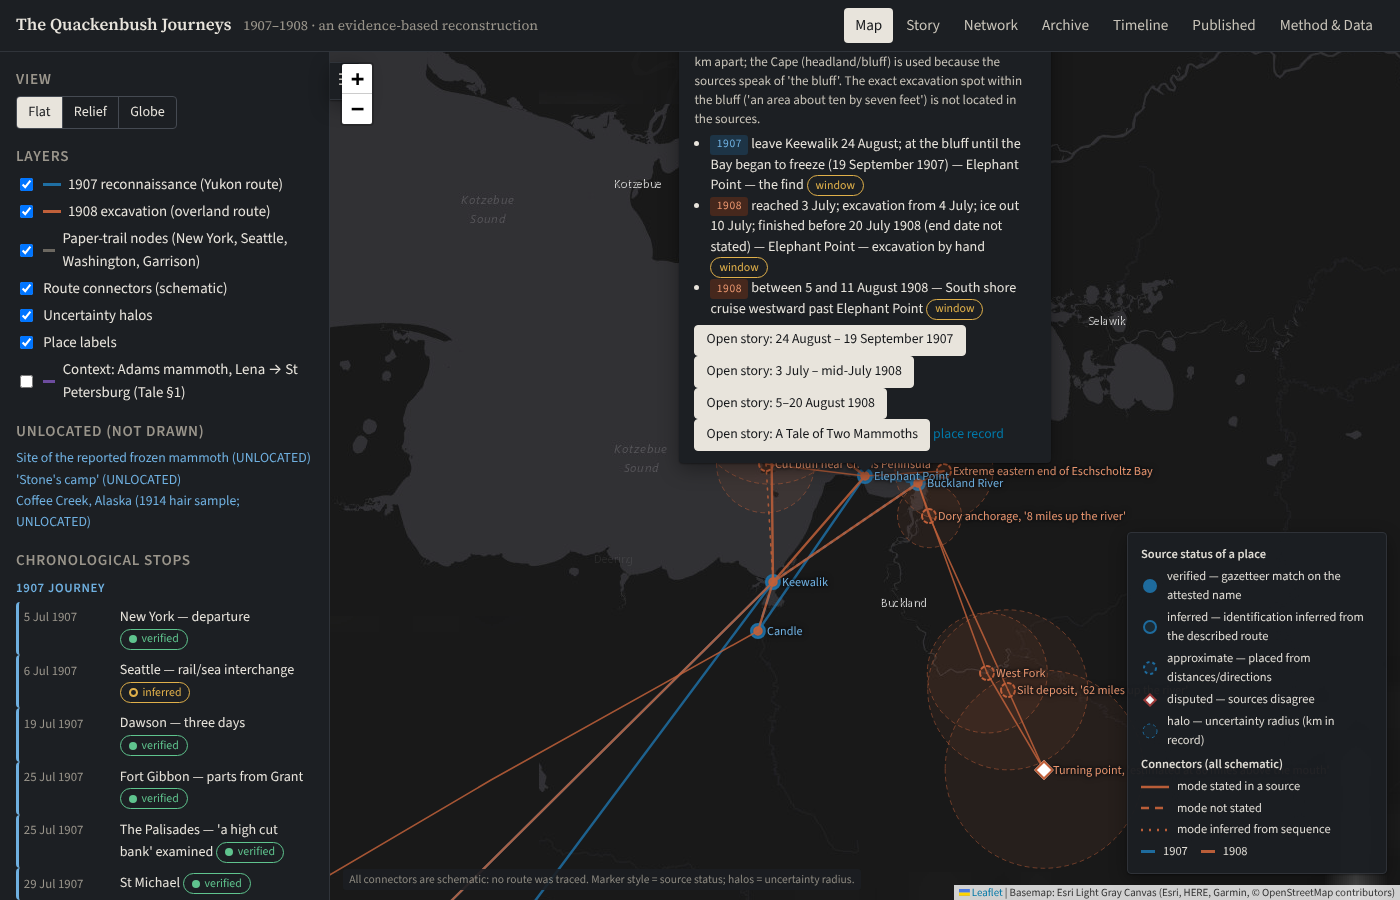 The Quackenbush Journeys
1907–1908 · an evidence-based reconstruction
Map
Story
Network
Archive
Timeline
Published
Method & Data
VIEW
Flat
Relief
Globe
LAYERS
1907 reconnaissance (Yukon route)
1908 excavation (overland route)
Paper-trail nodes (New York, Seattle,
Washington, Garrison)
Route connectors (schematic)
Uncertainty halos
Place labels
Context: Adams mammoth, Lena → St
Petersburg (Tale §1)
UNLOCATED (NOT DRAWN)
Site of the reported frozen mammoth (UNLOCATED)
'Stone's camp' (UNLOCATED)
Coffee Creek, Alaska (1914 hair sample;
UNLOCATED)
CHRONOLOGICAL STOPS
1907 JOURNEY
5 Jul 1907
New York — departure
verified
6 Jul 1907
Seattle — rail/sea interchange
inferred
19 Jul 1907
Dawson — three days
verified
25 Jul 1907
Fort Gibbon — parts from Grant
verified
25 Jul 1907
The Palisades — 'a high cut
bank' examined verified
29 Jul 1907
St Michael verified
+
−
km apart; the Cape (headland/bluff) is used because the
sources speak of 'the bluff'. The exact excavation spot within
the bluff ('an area about ten by seven feet') is not located in
the sources.
1907 leave Keewalik 24 August; at the bluff until the
Bay began to freeze (19 September 1907) — Elephant
Point — the find window
1908 reached 3 July; excavation from 4 July; ice out
10 July; finished before 20 July 1908 (end date not
stated) — Elephant Point — excavation by hand
window
1908 between 5 and 11 August 1908 — South shore
cruise westward past Elephant Point window
Open story: 24 August – 19 September 1907
Open story: 3 July – mid-July 1908
Open story: 5–20 August 1908
Open story: A Tale of Two Mammoths
place record
Kotzebue
Kotzebue
Sound
Kotzebue
Sound
Selawik
Cut bluff near
Peninsula
Elephant Point
Extreme eastern end of Eschscholtz Bay
Buckland River
Dory anchorage, '8 miles up the river'
Deering
Keewalik
Buckland
Candle
West Fork
Silt deposit, '62 miles
Turning point,
Source status of a place
verified — gazetteer match on the
attested name
inferred — identification inferred from
the described route
approximate — placed from
distances/directions
disputed — sources disagree
halo — uncertainty radius (km in
record)
Connectors (all schematic)
mode stated in a source
mode not stated
mode inferred from sequence
1907
1908
All connectors are schematic: no route was traced. Marker style = source status; halos = uncertainty radius.
Leaflet | Basemap: Esri Light Gray Canvas (Esri, HERE, Garmin, © OpenStreetMap contributors)